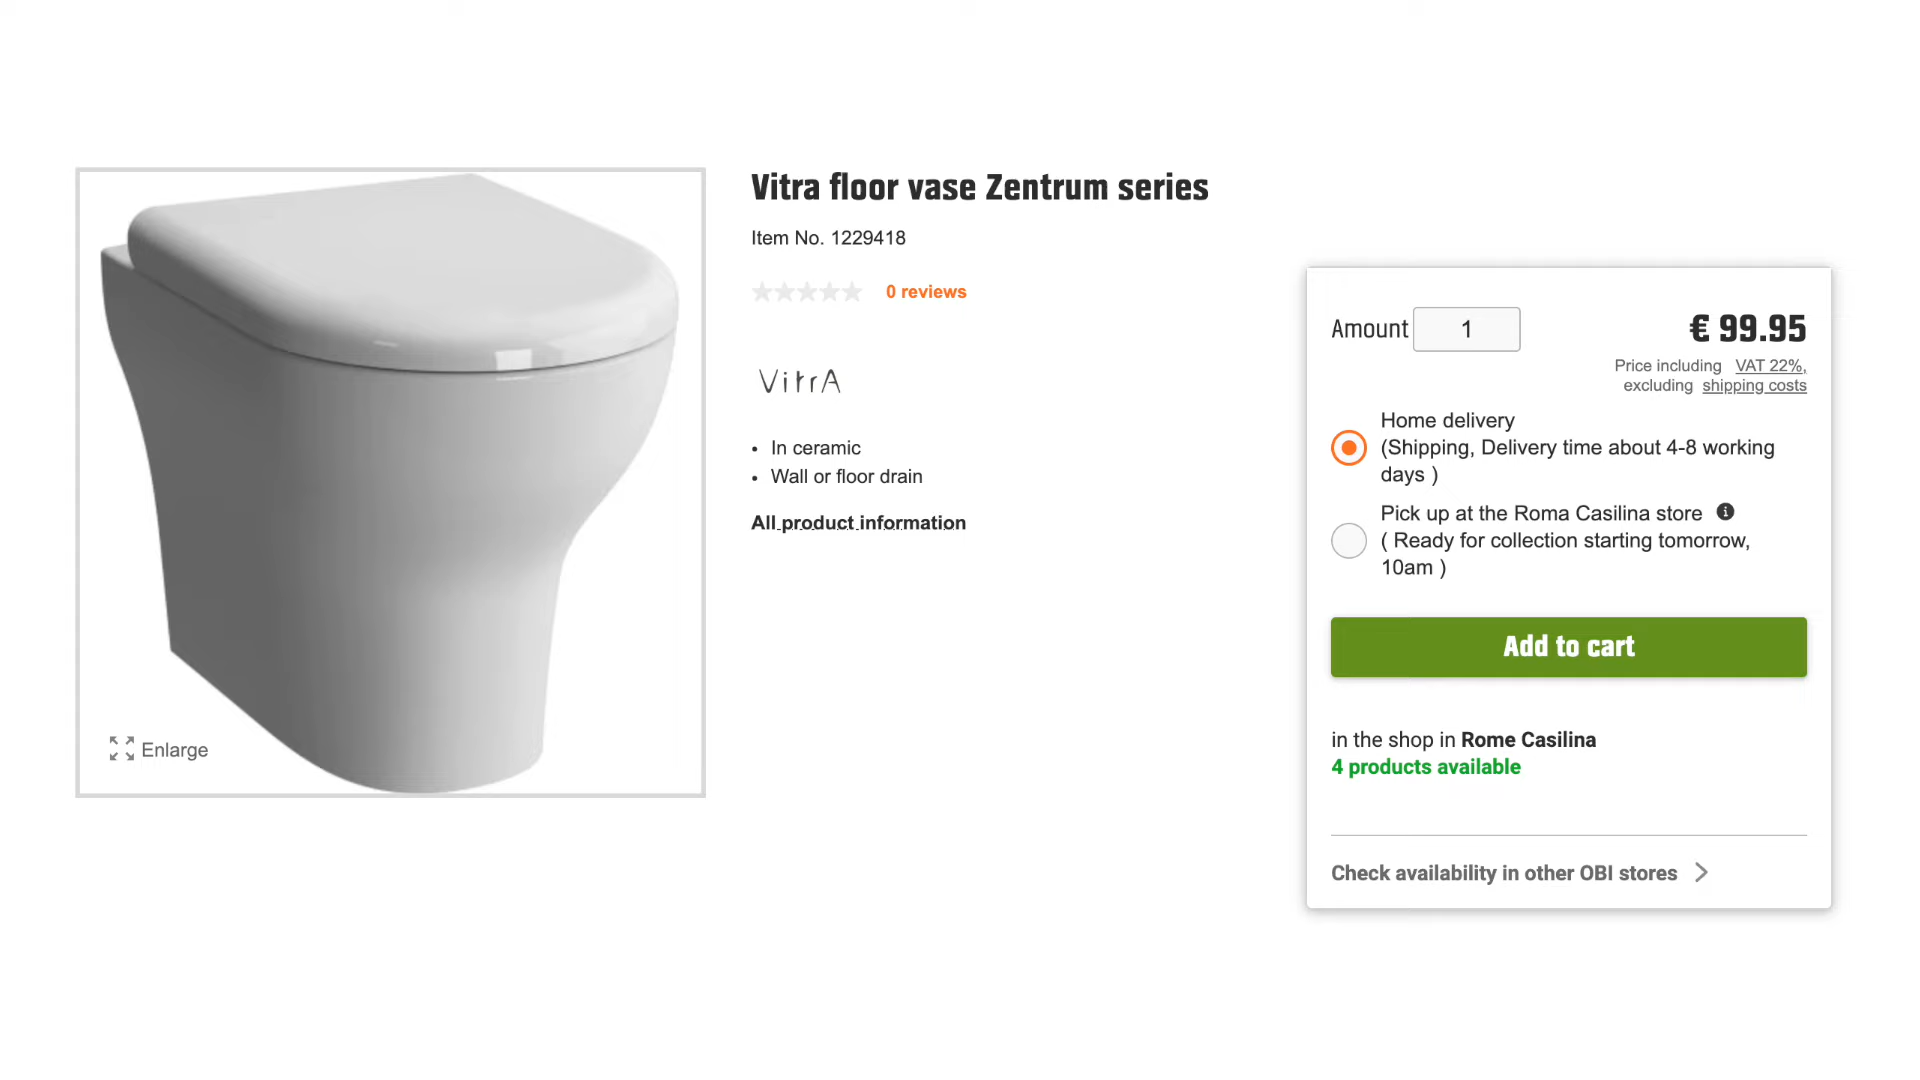 Vitra floor vase Zentrum series
Item No. 1229418
0 reviews
VitrA
• In ceramic
• Wall or floor drain
All product information
Enlarge
Amount 1
€ 99.95
Price including VAT 22%,
excluding shipping costs
Home delivery
(Shipping, Delivery time about 4-8 working
days )
Pick up at the Roma Casilina store
( Ready for collection starting tomorrow,
10am )
Add to cart
in the shop in Rome Casilina
4 products available
Check availability in other OBI stores